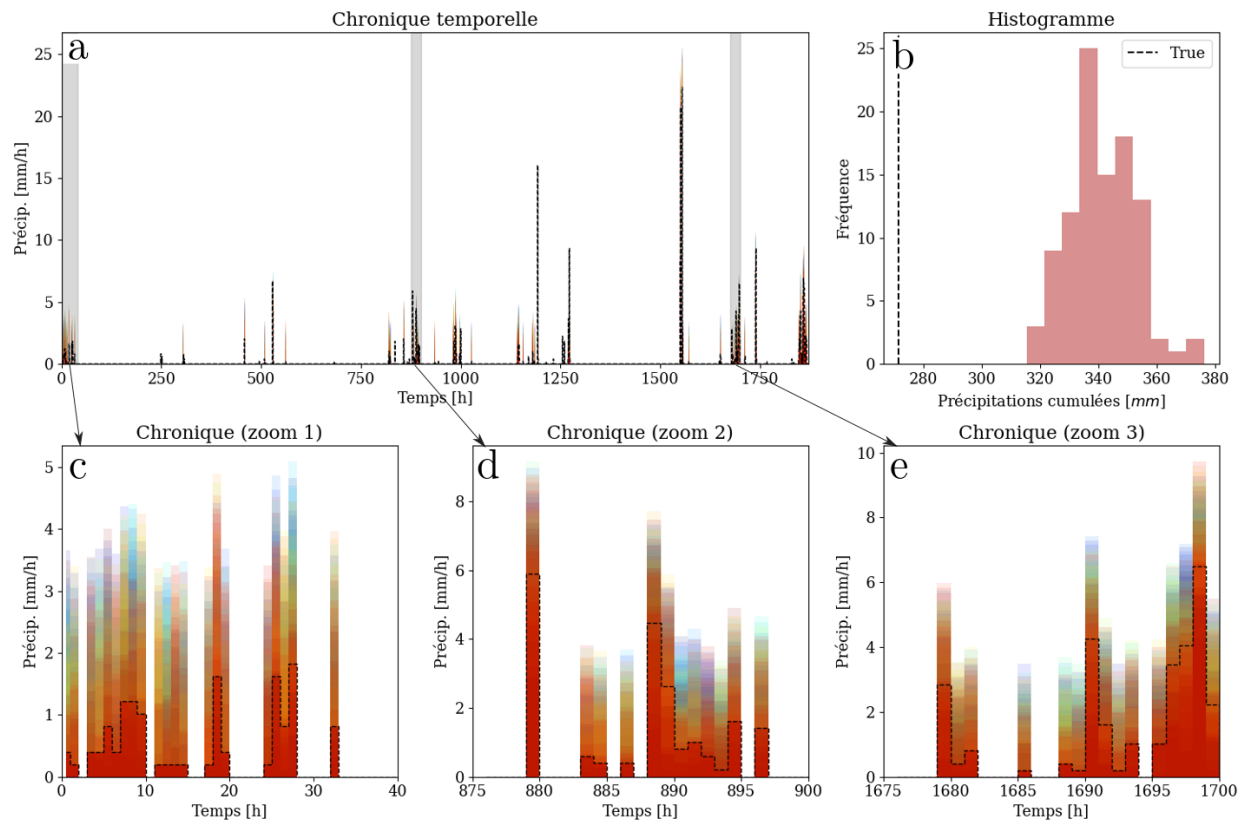 Chronique temporelle
a
Précip. [mm/h]
25
20
15
10
5
0
0 250 500 750 1000 1250 1500 1750
Temps [h]
Histogramme
b
True
Fréquence
25
20
15
10
5
0
280 300 320 340 360 380
Précipitations cumulées [mm]
Chronique (zoom 1)
c
Précip. [mm/h]
5
4
3
2
1
0
0 10 20 30 40
Temps [h]
Chronique (zoom 2)
d
Précip. [mm/h]
8
6
4
2
0
875 880 885 890 895 900
Temps [h]
Chronique (zoom 3)
e
Précip. [mm/h]
10
8
6
4
2
0
1675 1680 1685 1690 1695 1700
Temps [h]